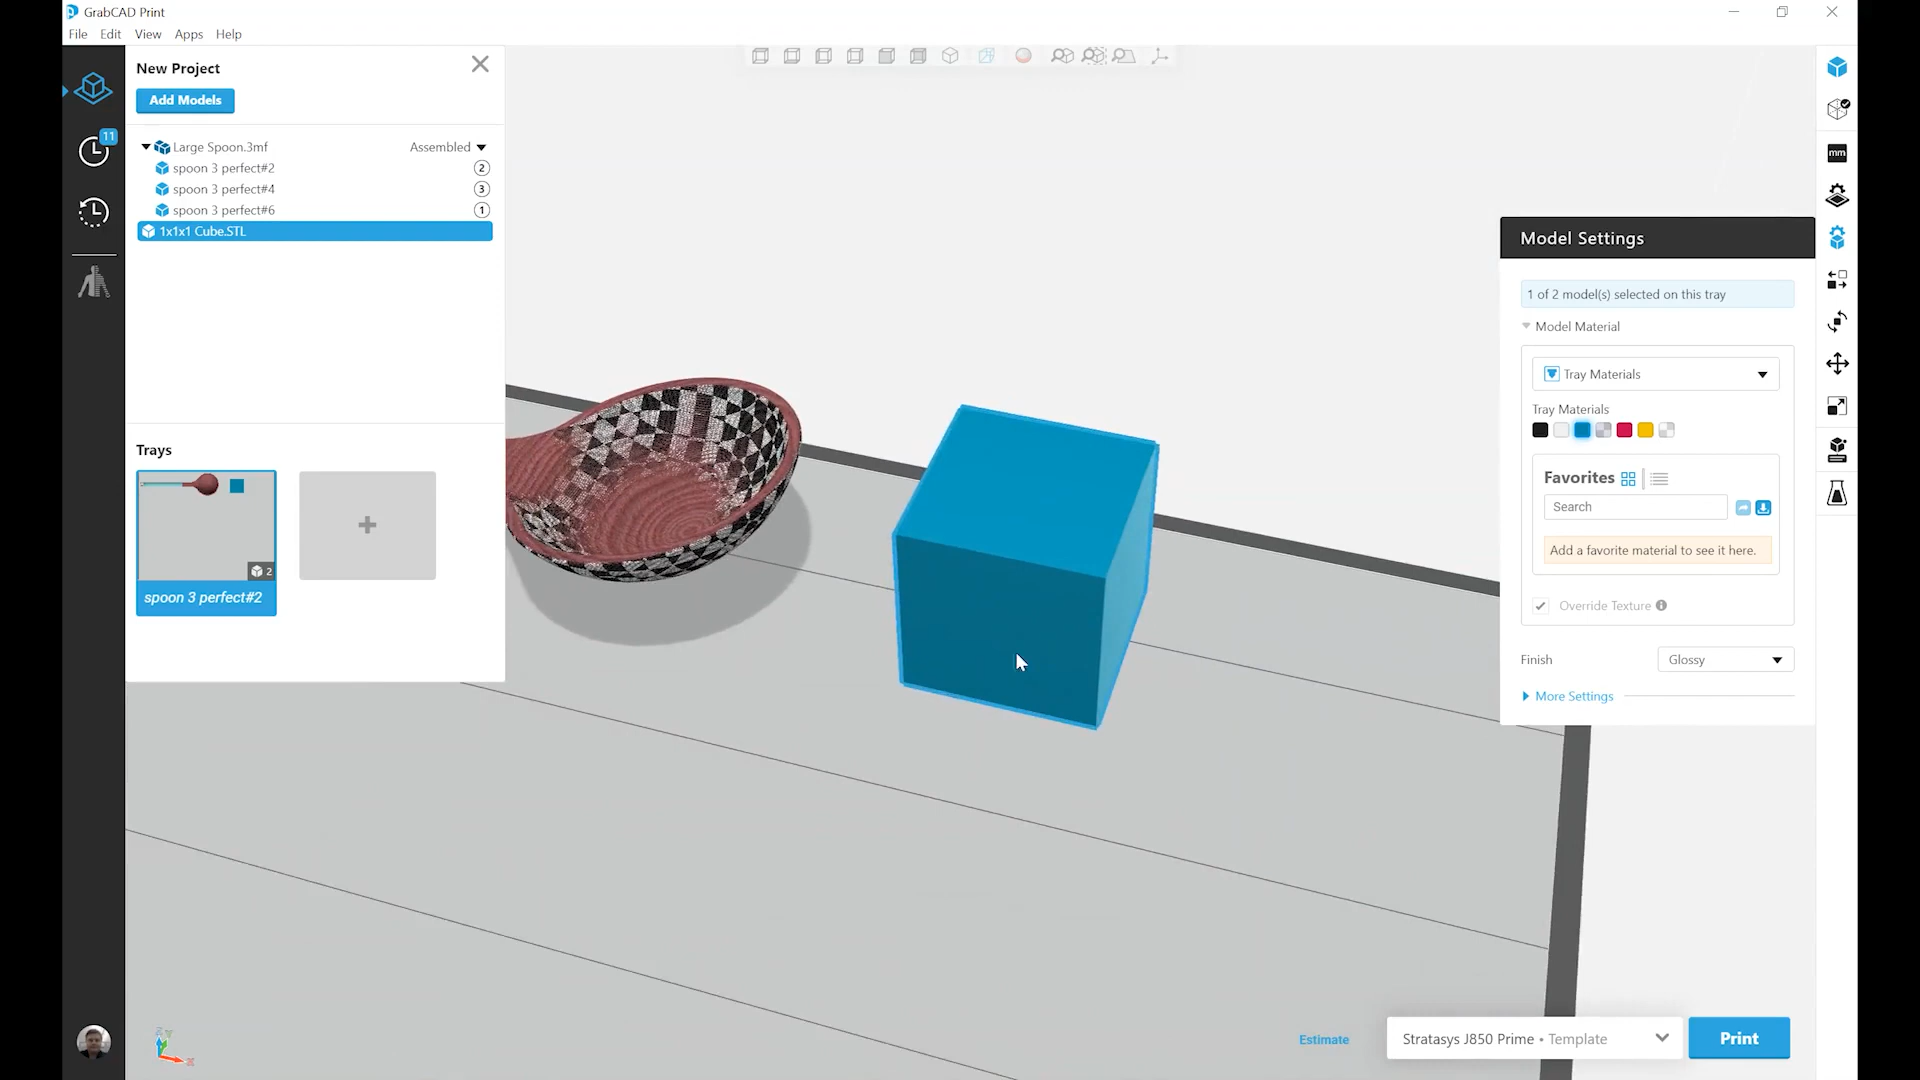 GrabCAD Print
File Edit View Apps Help
New Project
Add Models
11
Large Spoon.3mf Assembled
spoon 3 perfect#2 2
spoon 3 perfect#4 3
spoon 3 perfect#6 1
1x1x1 Cube.STL
Trays
2
spoon 3 perfect#2
mm
Model Settings
1 of 2 model(s) selected on this tray
Model Material
Tray Materials
Tray Materials
Favorites
Search
Add a favorite material to see it here.
Override Texture
Finish Glossy
More Settings
Estimate
Stratasys J850 Prime • Template
Print